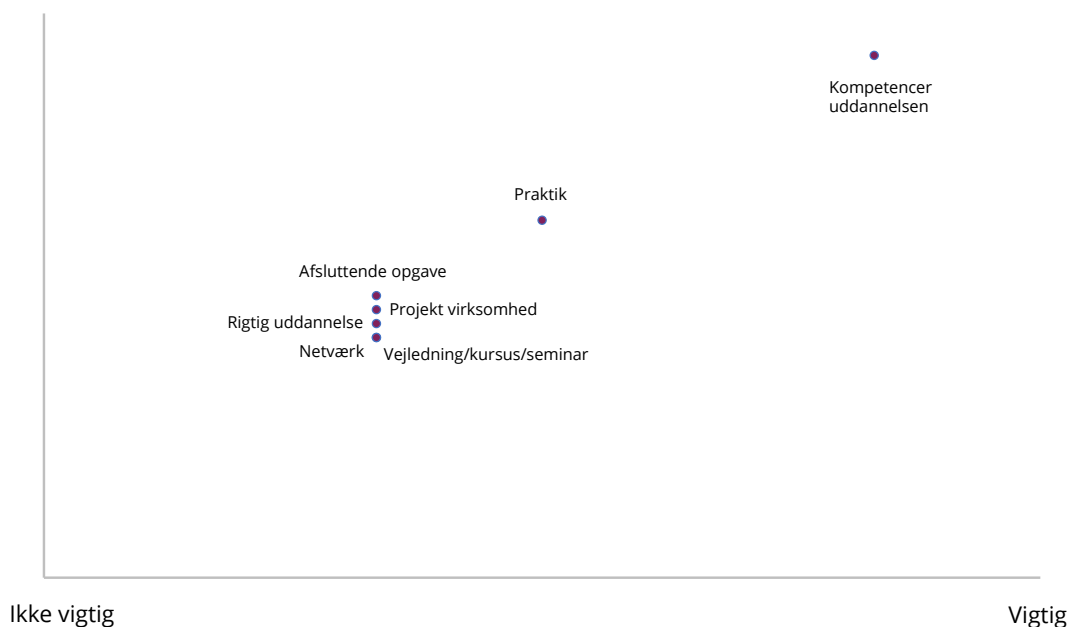 Kompetencer
uddannelsen
Praktik
Afsluttende opgave
Projekt virksomhed
Rigtig uddannelse
Netværk
Vejledning/kursus/seminar
Ikke vigtig
Vigtig